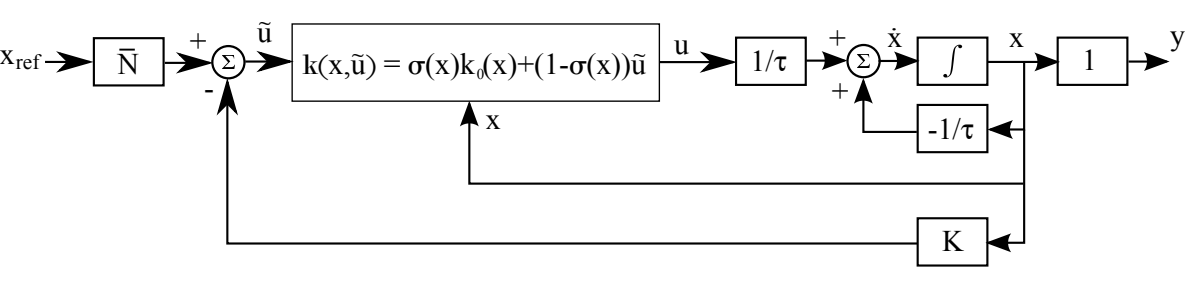 x_ref
N̄
+
Σ
-
ũ
k(x,ũ) = σ(x)k₀(x)+(1-σ(x))ũ
x
u
1/τ
+
Σ
+
ẋ
∫
x
1
y
-1/τ
K